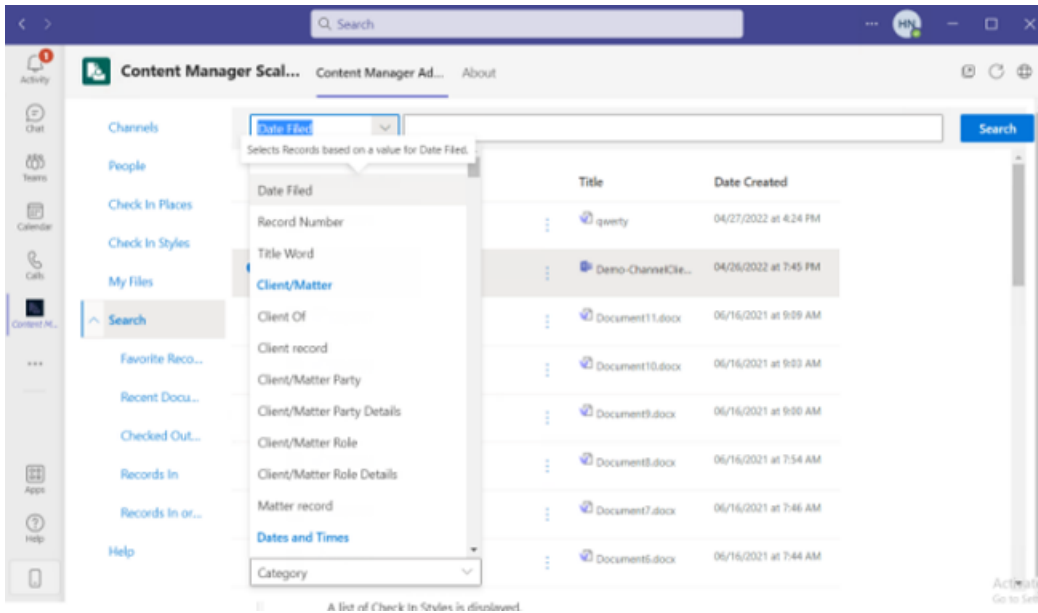 Search
HN
Activity
1
Chat
Teams
Calendar
Calls
Content M...
Apps
Help
Content Manager Scal...
Content Manager Ad...
About
Channels
People
Check In Places
Check In Styles
My Files
Search
Favorite Reco...
Recent Docu...
Checked Out...
Records In
Records In or...
Help
Date Filed
Search
Selects Records based on a value for Date Filed.
Date Filed
Record Number
Title Word
Client/Matter
Client Of
Client record
Client/Matter Party
Client/Matter Party Details
Client/Matter Role
Client/Matter Role Details
Matter record
Dates and Times
Category
Title Date Created
qwerty 04/27/2022 at 4:24 PM
Demo-ChannelClie... 04/26/2022 at 7:45 PM
Document11.docx 06/16/2021 at 9:09 AM
Document10.docx 06/16/2021 at 9:03 AM
Document9.docx 06/16/2021 at 9:00 AM
Document8.docx 06/16/2021 at 7:54 AM
Document7.docx 06/16/2021 at 7:46 AM
Document6.docx 06/16/2021 at 7:44 AM
A list of Check In Styles is displayed.
Activat
Go to Set